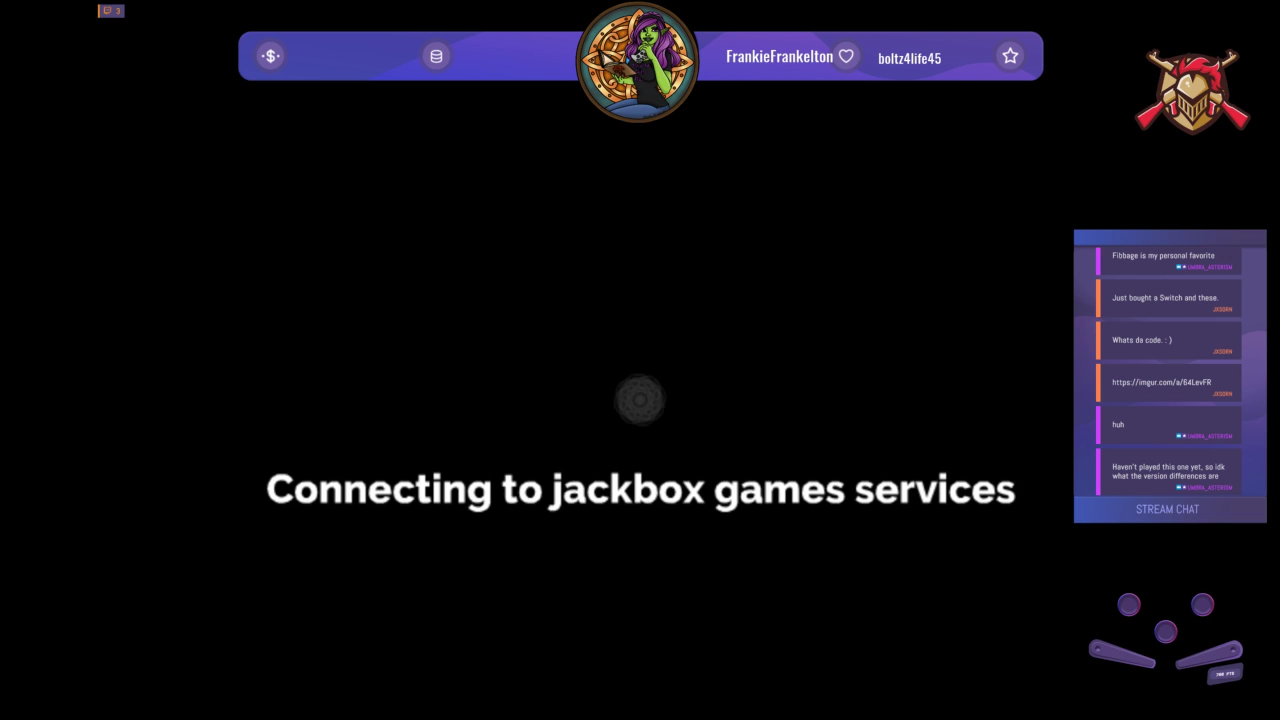 3
FrankieFrankelton
boltz4life45
Fibbage is my personal favorite
Just bought a Switch and these.
JXSORN
Whats da code. : )
JXSORN
https://imgur.com/a/64LevFR
JXSORN
huh
Haven't played this one yet, so idk
what the version differences are
STREAM CHAT
Connecting to jackbox games services